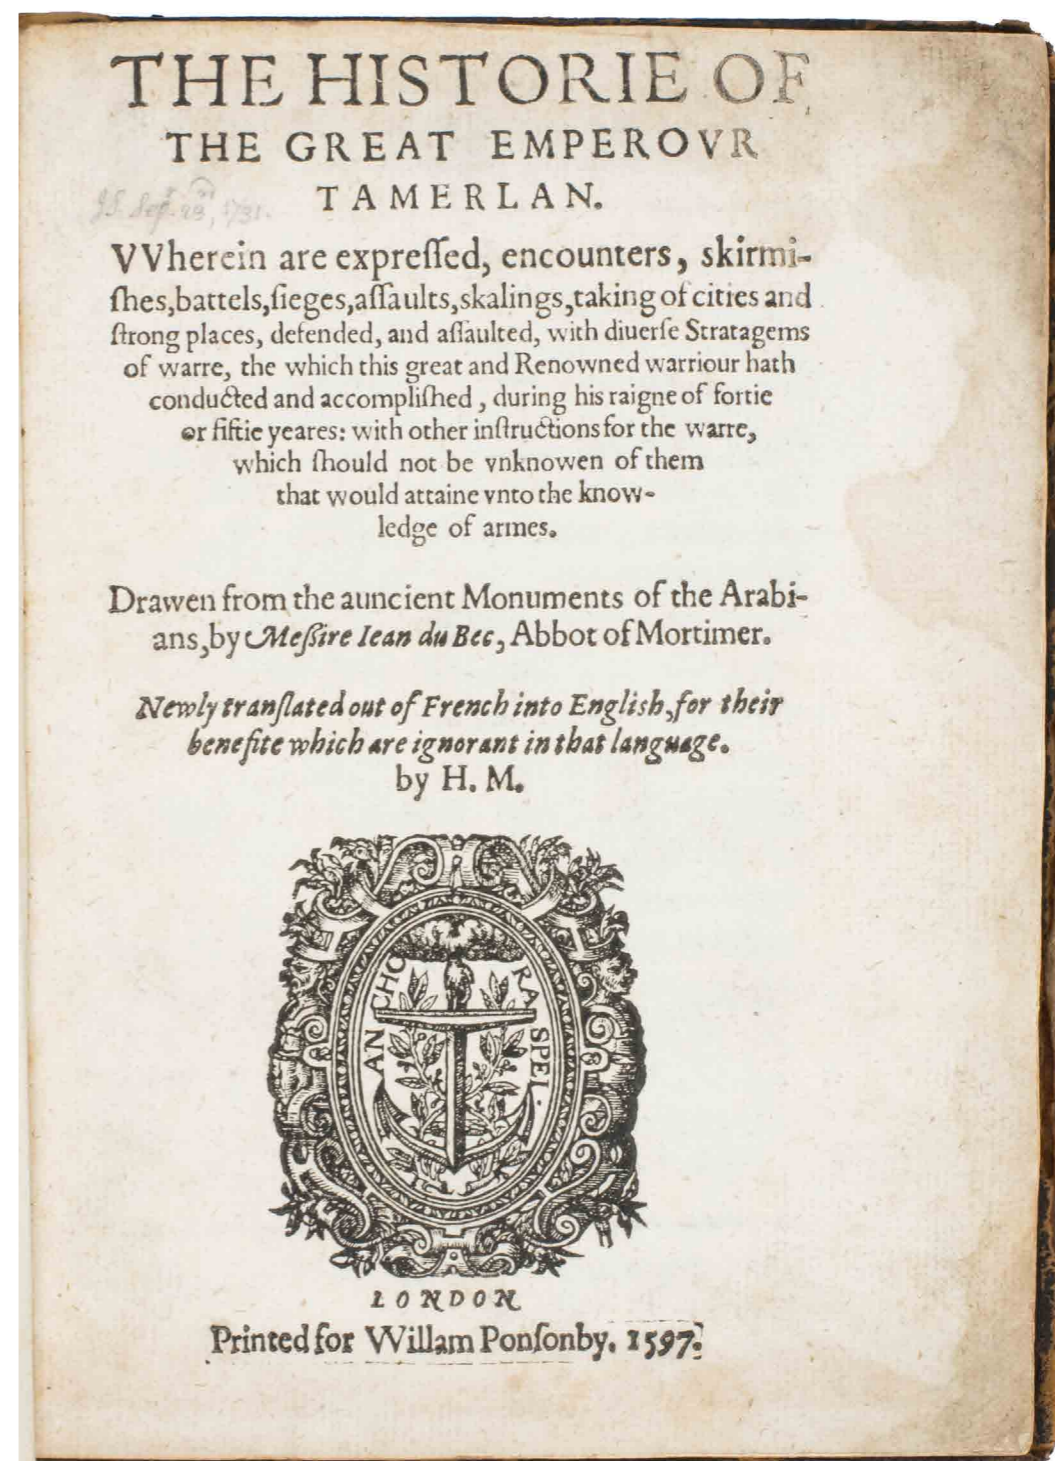 THE HISTORIE OF
THE GREAT EMPEROVR
TAMERLAN.
VVherein are expreſſed, encounters, skirmi-
ſhes,battels,ſieges,aſſaults,skalings,taking of cities and
ſtrong places, defended, and aſſaulted, with diuerſe Stratagems
of warre, the which this great and Renowned warriour hath
conducted and accompliſhed , during his raigne of fortie
or fiftie yeares: with other inſtructions for the warre,
which ſhould not be vnknowen of them
that would attaine vnto the know-
ledge of armes.
Drawen from the auncient Monuments of the Arabi-
ans,by Meſsire Iean du Bec, Abbot of Mortimer.
Newly tranſlated out of French into English,for their
benefite which are ignorant in that language.
by H. M.
ANCHORA SPEI.
LONDON
Printed for Willam Ponſonby. 1597.